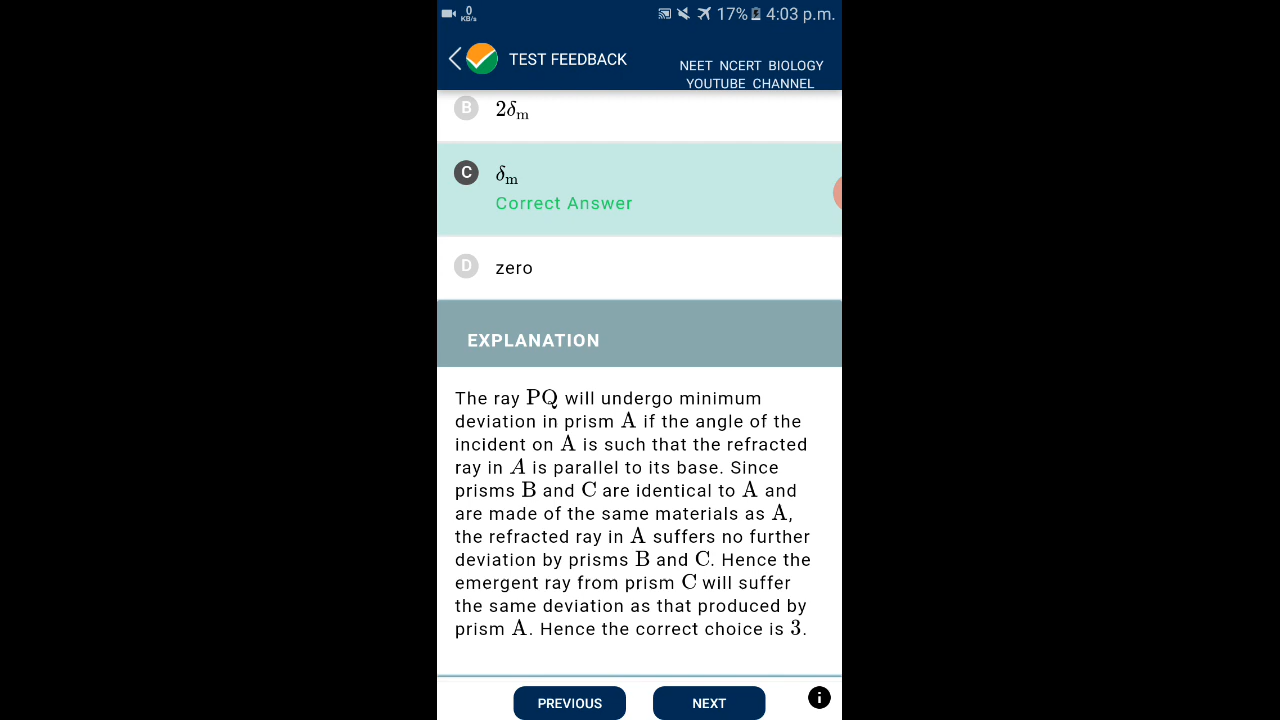 0
KB/s
17% 4:03 p.m.
TEST FEEDBACK
NEET NCERT BIOLOGY
YOUTUBE CHANNEL
B 2δm
C δm
Correct Answer
D zero
EXPLANATION
The ray PQ will undergo minimum
deviation in prism A if the angle of the
incident on A is such that the refracted
ray in A is parallel to its base. Since
prisms B and C are identical to A and
are made of the same materials as A,
the refracted ray in A suffers no further
deviation by prisms B and C. Hence the
emergent ray from prism C will suffer
the same deviation as that produced by
prism A. Hence the correct choice is 3.
PREVIOUS
NEXT
i